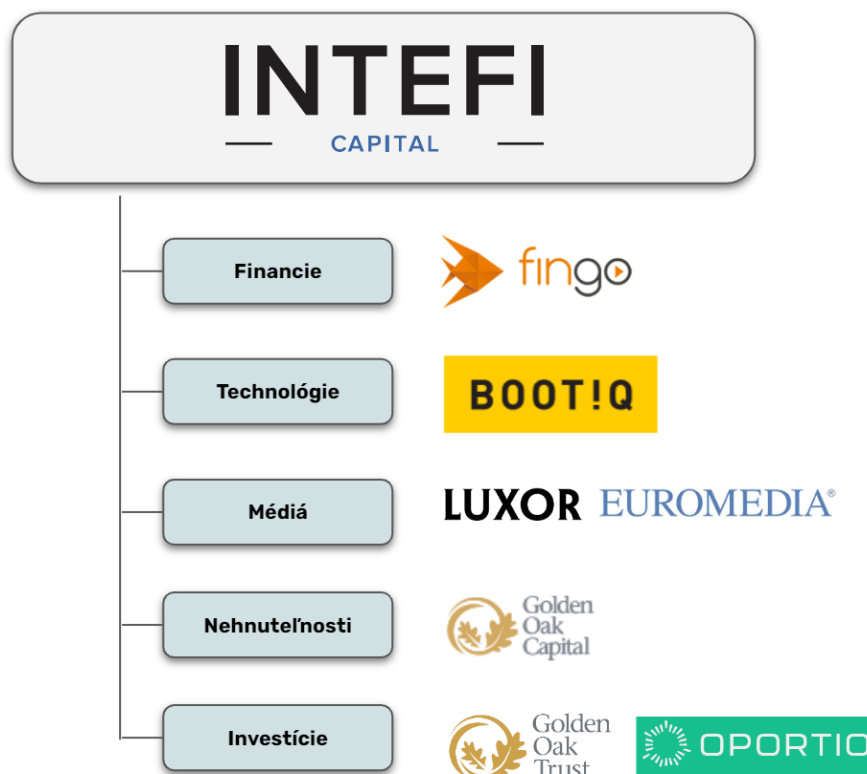 INTEFI
CAPITAL
Financie
fingo
Technológie
BOOT!Q
Médiá
LUXOR EUROMEDIA®
Nehnuteľnosti
Golden
Oak
Capital
Investície
Golden
Oak
Trust
OPORTIO